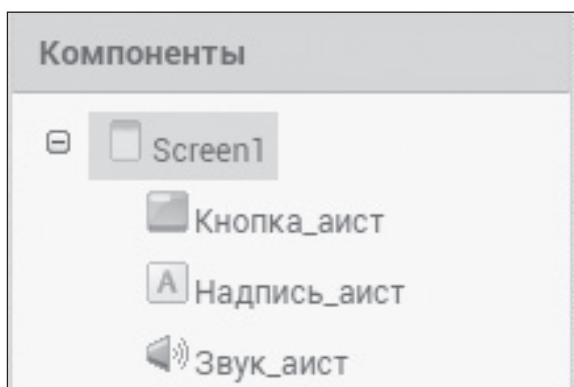 Компоненты
Screen1
Кнопка_аист
A Надпись_аист
Звук_аист